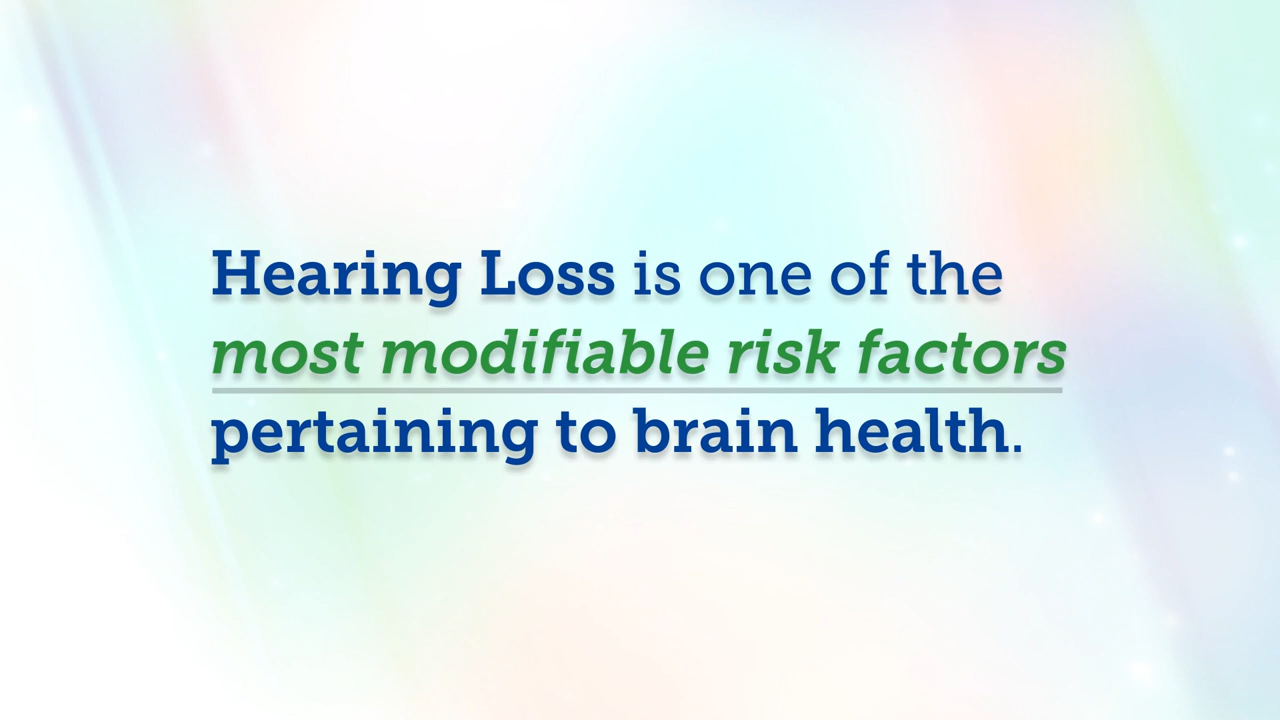 Hearing Loss is one of the
most modifiable risk factors
pertaining to brain health.